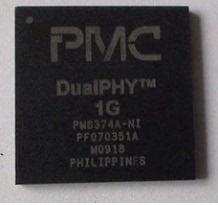 PMC
DualPHY™
1G
PM8374A-NI
PF070351A
M0918
PHILIPPINES